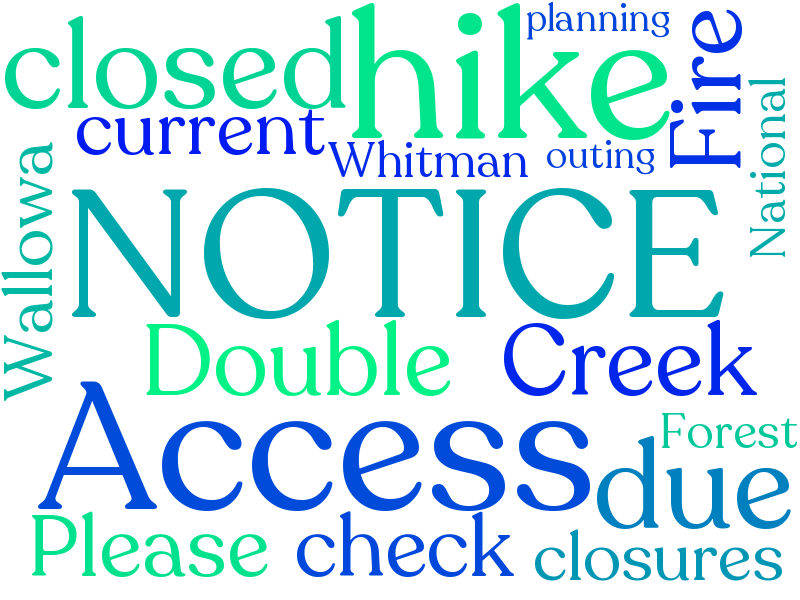 planning
hike
Fire
closed
current
Whitman
outing
National
Wallowa
NOTICE
Double
Creek
Access
Forest
due
Please
check
closures